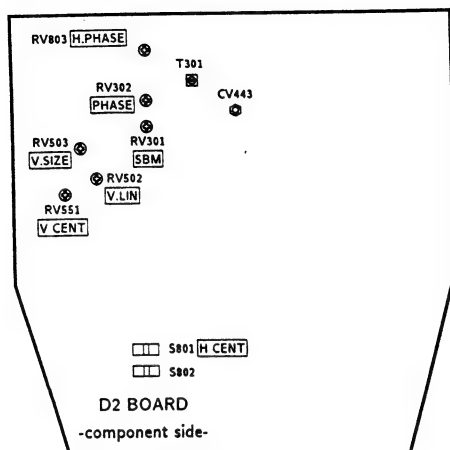 RV803 H.PHASE
T301
RV302
PHASE
CV443
RV503
V.SIZE
RV301
SBM
RV502
V.LIN
RV551
V CENT
S801 H CENT
S802
D2 BOARD
-component side-